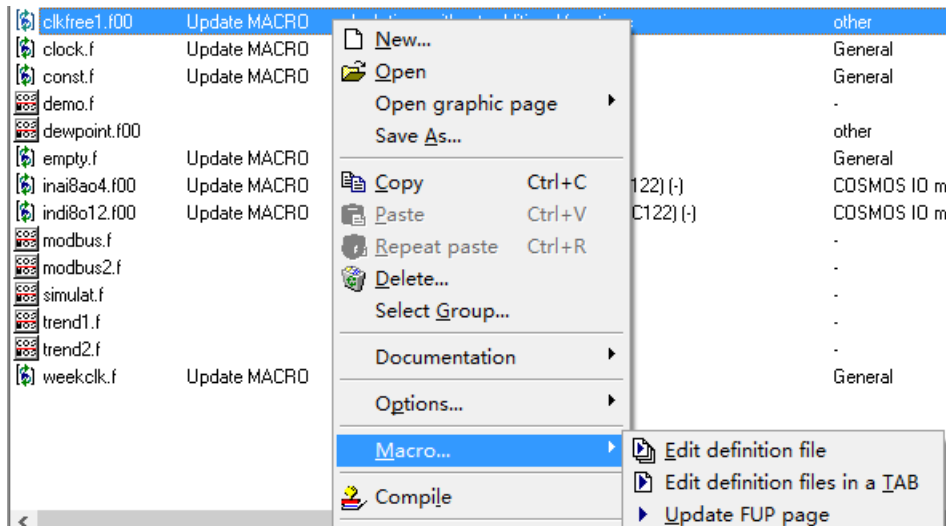 clkfree1.f00 Update MACRO other
clock.f Update MACRO General
const.f Update MACRO General
demo.f -
dewpoint.f00 other
empty.f Update MACRO General
inai8ao4.f00 Update MACRO 122) (-) COSMOS IO m
indi8o12.f00 Update MACRO C122) (-) COSMOS IO m
modbus.f -
modbus2.f -
simulat.f -
trend1.f -
trend2.f -
weekclk.f Update MACRO General
New...
Open
Open graphic page
Save As...
Copy Ctrl+C
Paste Ctrl+V
Repeat paste Ctrl+R
Delete...
Select Group...
Documentation
Options...
Macro...
Compile
Edit definition file
Edit definition files in a TAB
Update FUP page